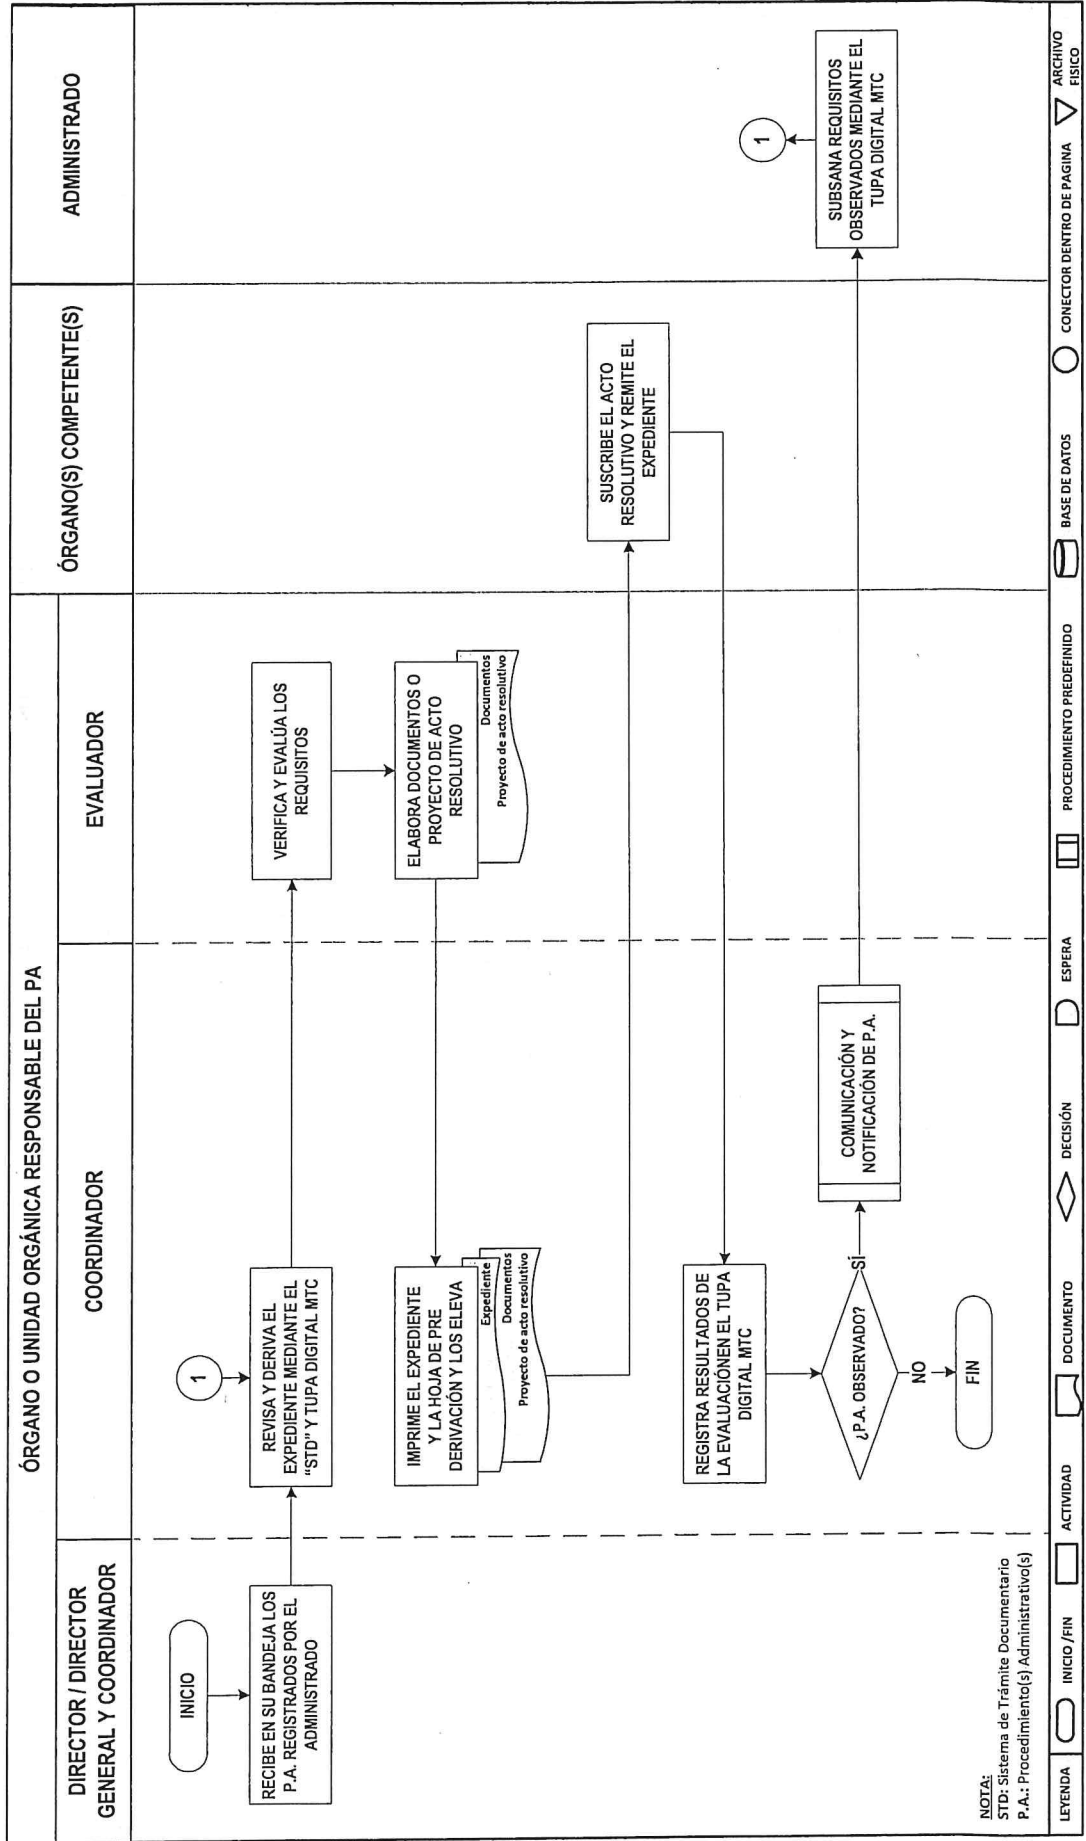 ÓRGANO O UNIDAD ORGÁNICA RESPONSABLE DEL PA
DIRECTOR / DIRECTOR
GENERAL Y COORDINADOR
COORDINADOR
EVALUADOR
ÓRGANO(S) COMPETENTE(S)
ADMINISTRADO
INICIO
RECIBE EN SU BANDEJA LOS
P.A. REGISTRADOS POR EL
ADMINISTRADO
1
REVISA Y DERIVA EL
EXPEDIENTE MEDIANTE EL
“STD” Y TUPA DIGITAL MTC
VERIFICA Y EVALÚA LOS
REQUISITOS
ELABORA DOCUMENTOS O
PROYECTO DE ACTO
RESOLUTIVO
Documentos
Proyecto de acto resolutivo
IMPRIME EL EXPEDIENTE
Y LA HOJA DE PRE
DERIVACIÓN Y LOS ELEVA
Expediente
Documentos
Proyecto de acto resolutivo
SUSCRIBE EL ACTO
RESOLUTIVO Y REMITE EL
EXPEDIENTE
REGISTRA RESULTADOS DE
LA EVALUACIÓNEN EL TUPA
DIGITAL MTC
¿P.A. OBSERVADO?
SÍ
NO
FIN
COMUNICACIÓN Y
NOTIFICACIÓN DE P.A.
SUBSANA REQUISITOS
OBSERVADOS MEDIANTE EL
TUPA DIGITAL MTC
1
NOTA:
STD: Sistema de Trámite Documentario
P.A.: Procedimiento(s) Administrativo(s)
LEYENDA
INICIO /FIN
ACTIVIDAD
DOCUMENTO
DECISIÓN
ESPERA
PROCEDIMIENTO PREDEFINIDO
BASE DE DATOS
CONECTOR DENTRO DE PAGINA
ARCHIVO
FISICO